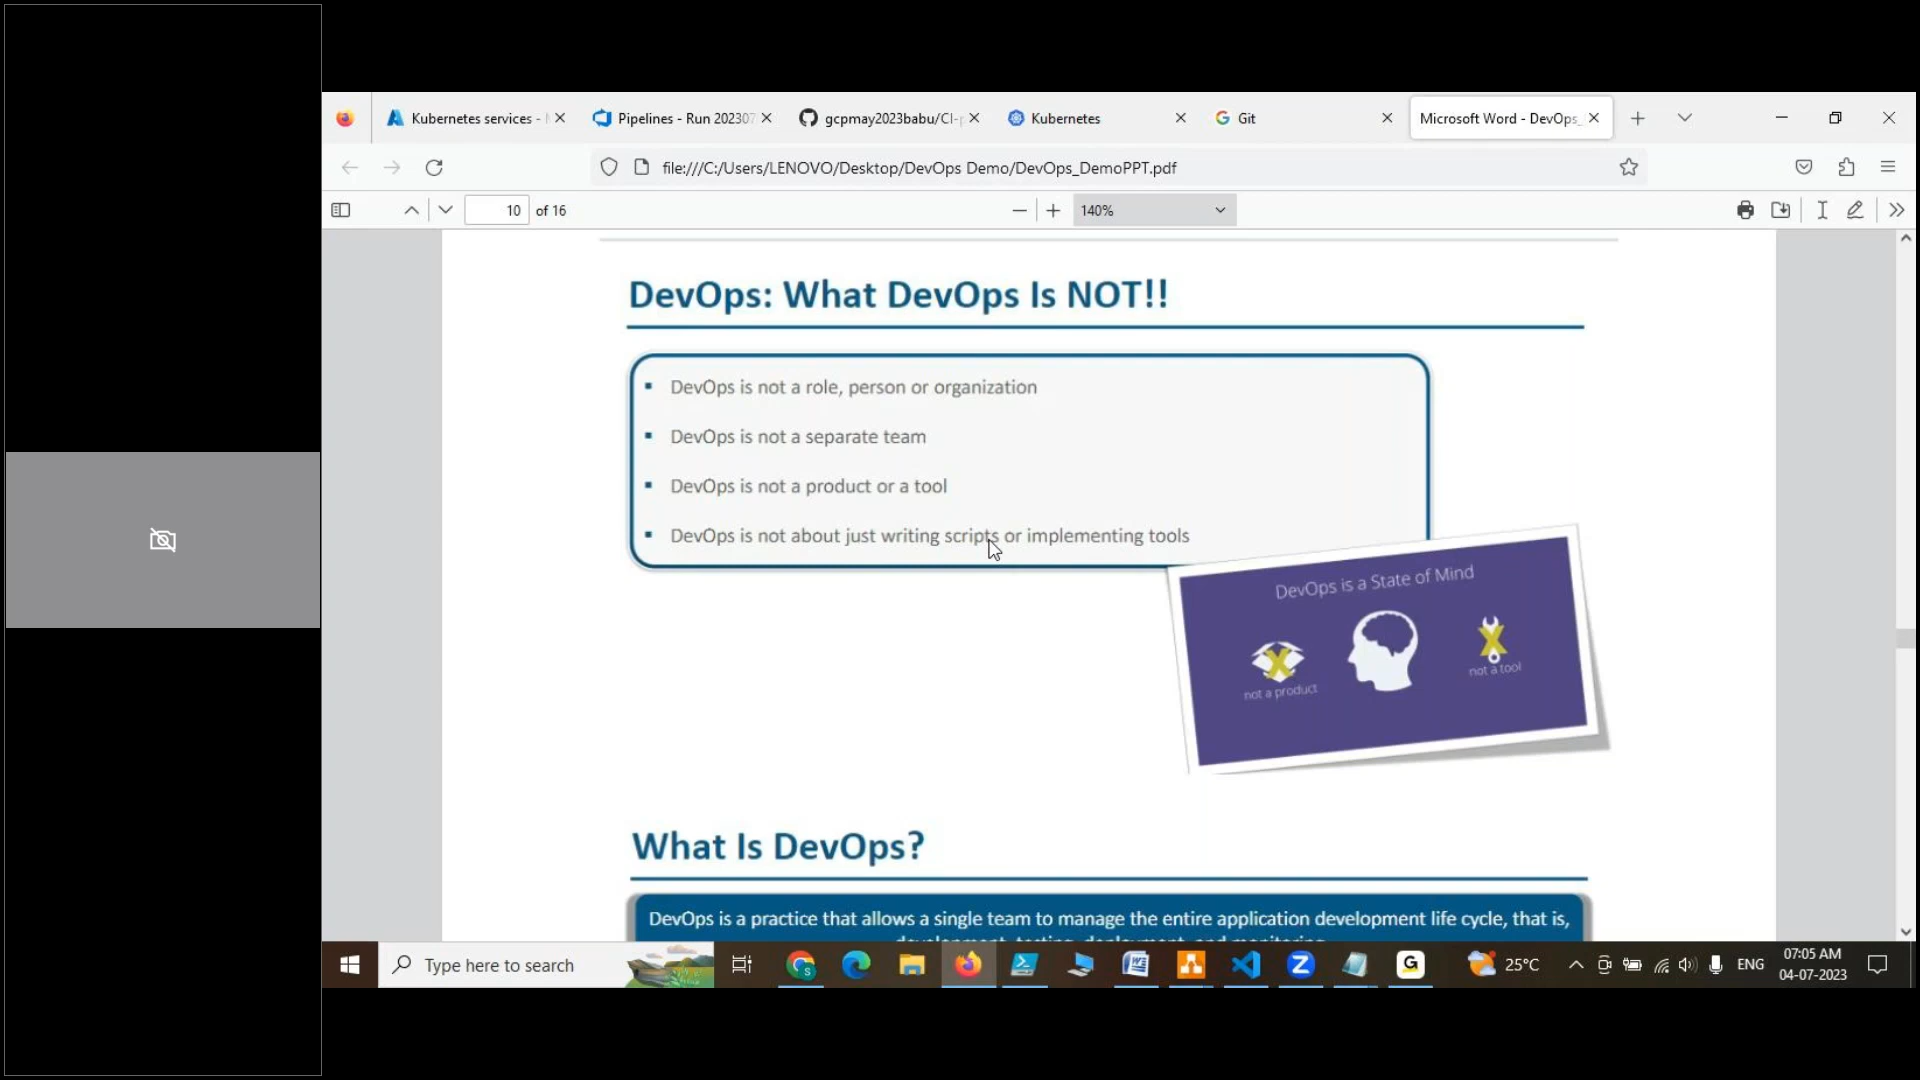 Kubernetes services - M
Pipelines - Run 202307
gcpmay2023babu/CI-p
Kubernetes
Git
Microsoft Word - DevOps_
file:///C:/Users/LENOVO/Desktop/DevOps Demo/DevOps_DemoPPT.pdf
10 of 16
140%
DevOps: What DevOps Is NOT!!
▪ DevOps is not a role, person or organization
▪ DevOps is not a separate team
▪ DevOps is not a product or a tool
▪ DevOps is not about just writing scripts or implementing tools
DevOps is a State of Mind
not a product
not a tool
What Is DevOps?
DevOps is a practice that allows a single team to manage the entire application development life cycle, that is,
development, testing, deployment, and monitoring
Type here to search
25°C
ENG
07:05 AM
04-07-2023